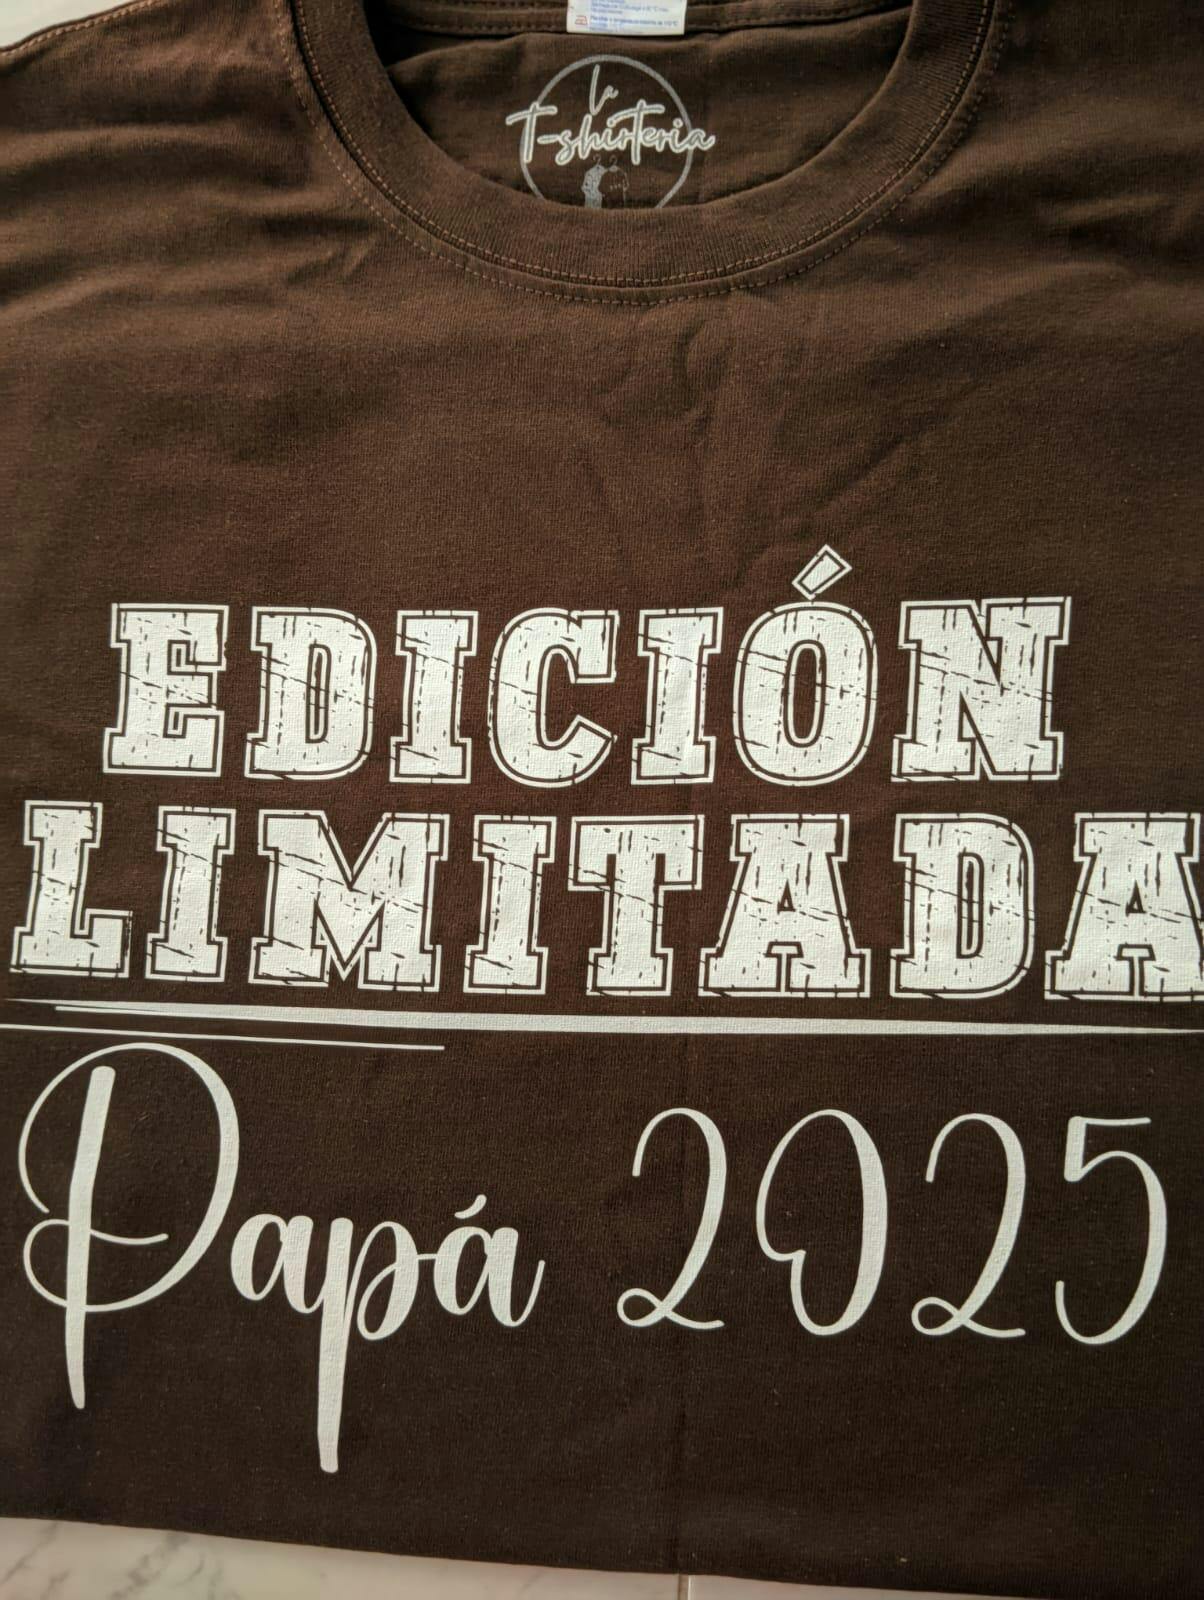 La
T-shirteria
EDICIÓN
LIMITADA
Papá 2025